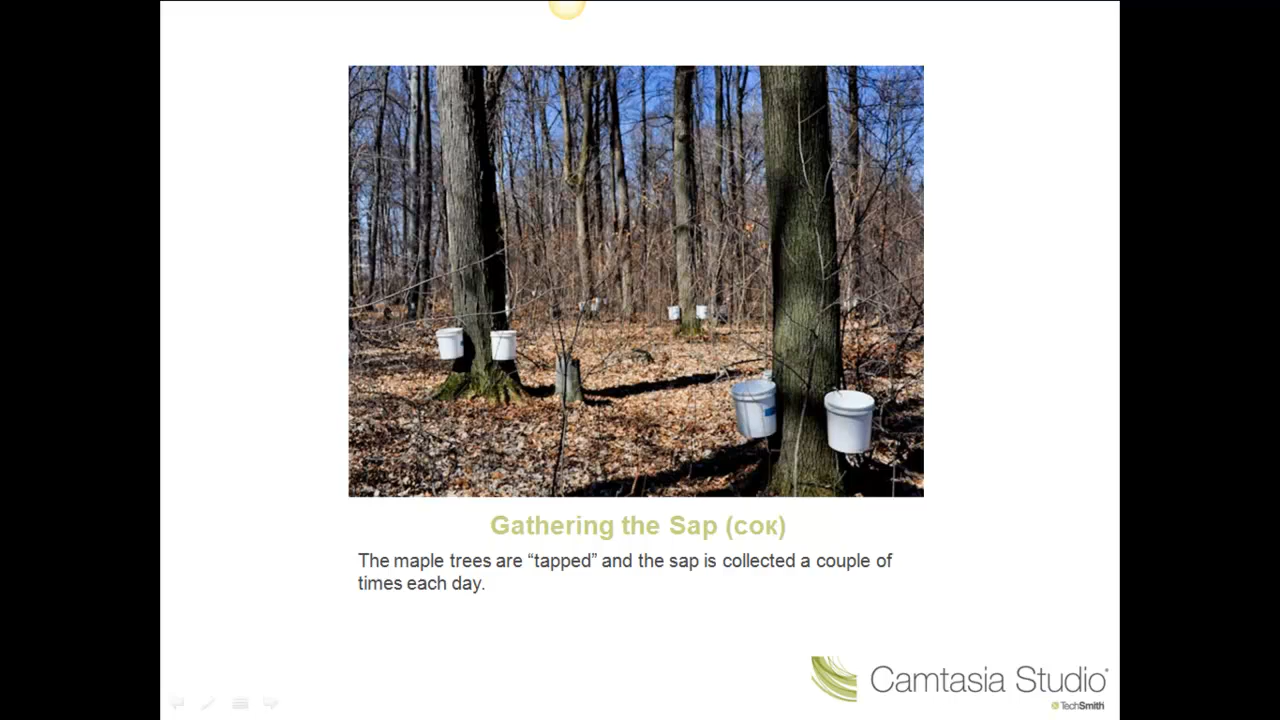 Gathering the Sap (сок)
The maple trees are “tapped” and the sap is collected a couple of
times each day.
Camtasia Studio®
TechSmith